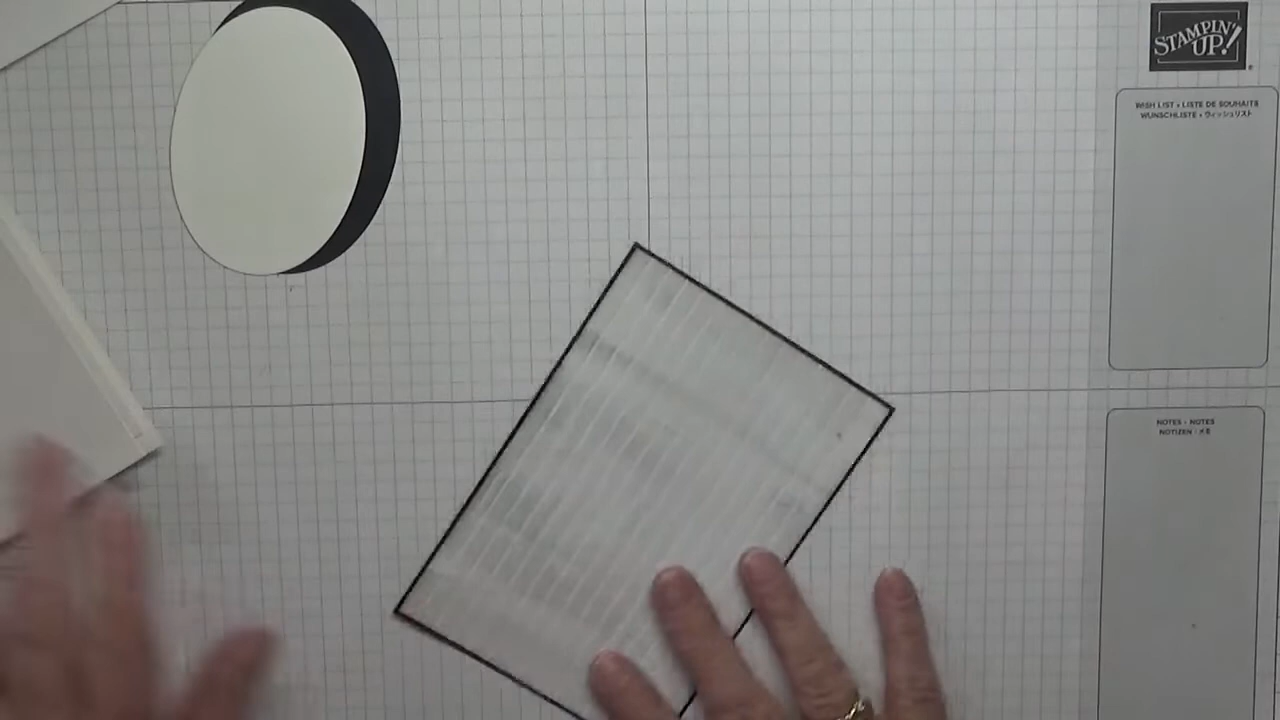 STAMPIN'
UP!
WISH LIST • LISTE DE SOUHAITS
WUNSCHLISTE • ウィッシュリスト
NOTES • NOTES
NOTIZEN • メモ